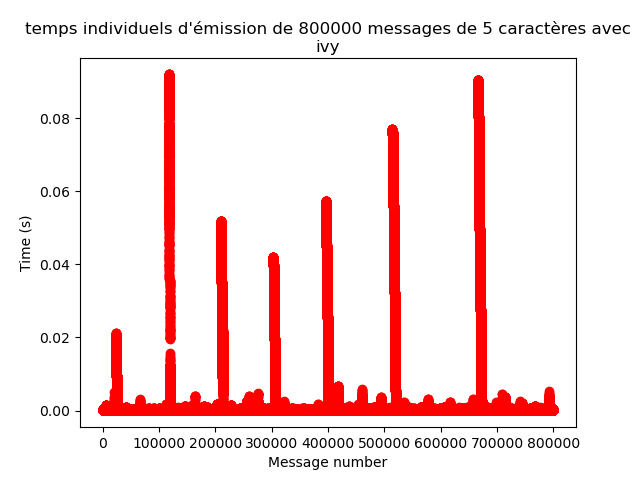 temps individuels d'émission de 800000 messages de 5 caractères avec
ivy
0.08
0.06
0.04
0.02
0.00
Time (s)
0 100000 200000 300000 400000 500000 600000 700000 800000
Message number